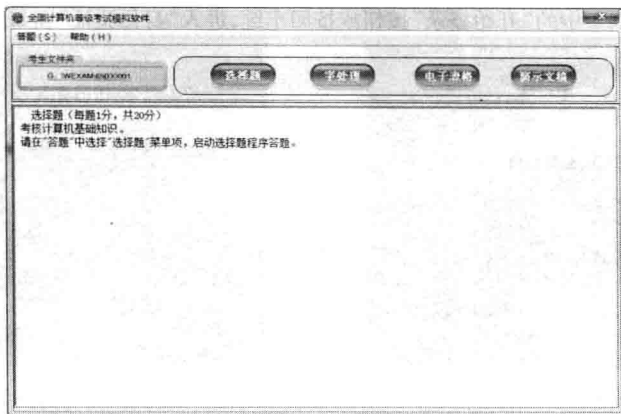 全国计算机等级考试模拟软件
答题(S) 帮助(H)
考生文件夹
选择题 字处理 电子表格 演示文稿
选择题(每题1分，共20分)
考核计算机基础知识。
请在"答题"中选择"选择题"菜单项，启动选择题程序答题。